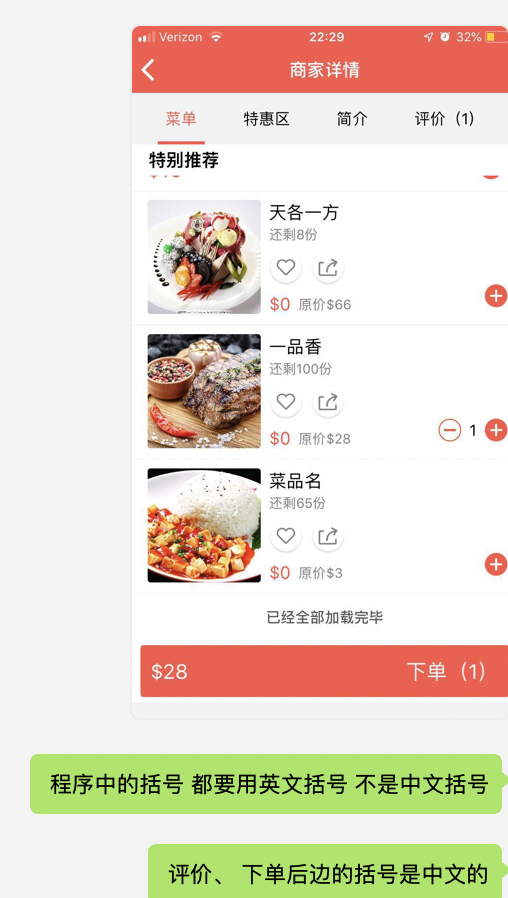 Verizon 22:29 32%
商家详情
菜单 特惠区 简介 评价（1）
特别推荐
天各一方
还剩8份
$0 原价$66
一品香
还剩100份
$0 原价$28
1
菜品名
还剩65份
$0 原价$3
已经全部加载完毕
$28 下单（1）
程序中的括号 都要用英文括号 不是中文括号
评价、 下单后边的括号是中文的